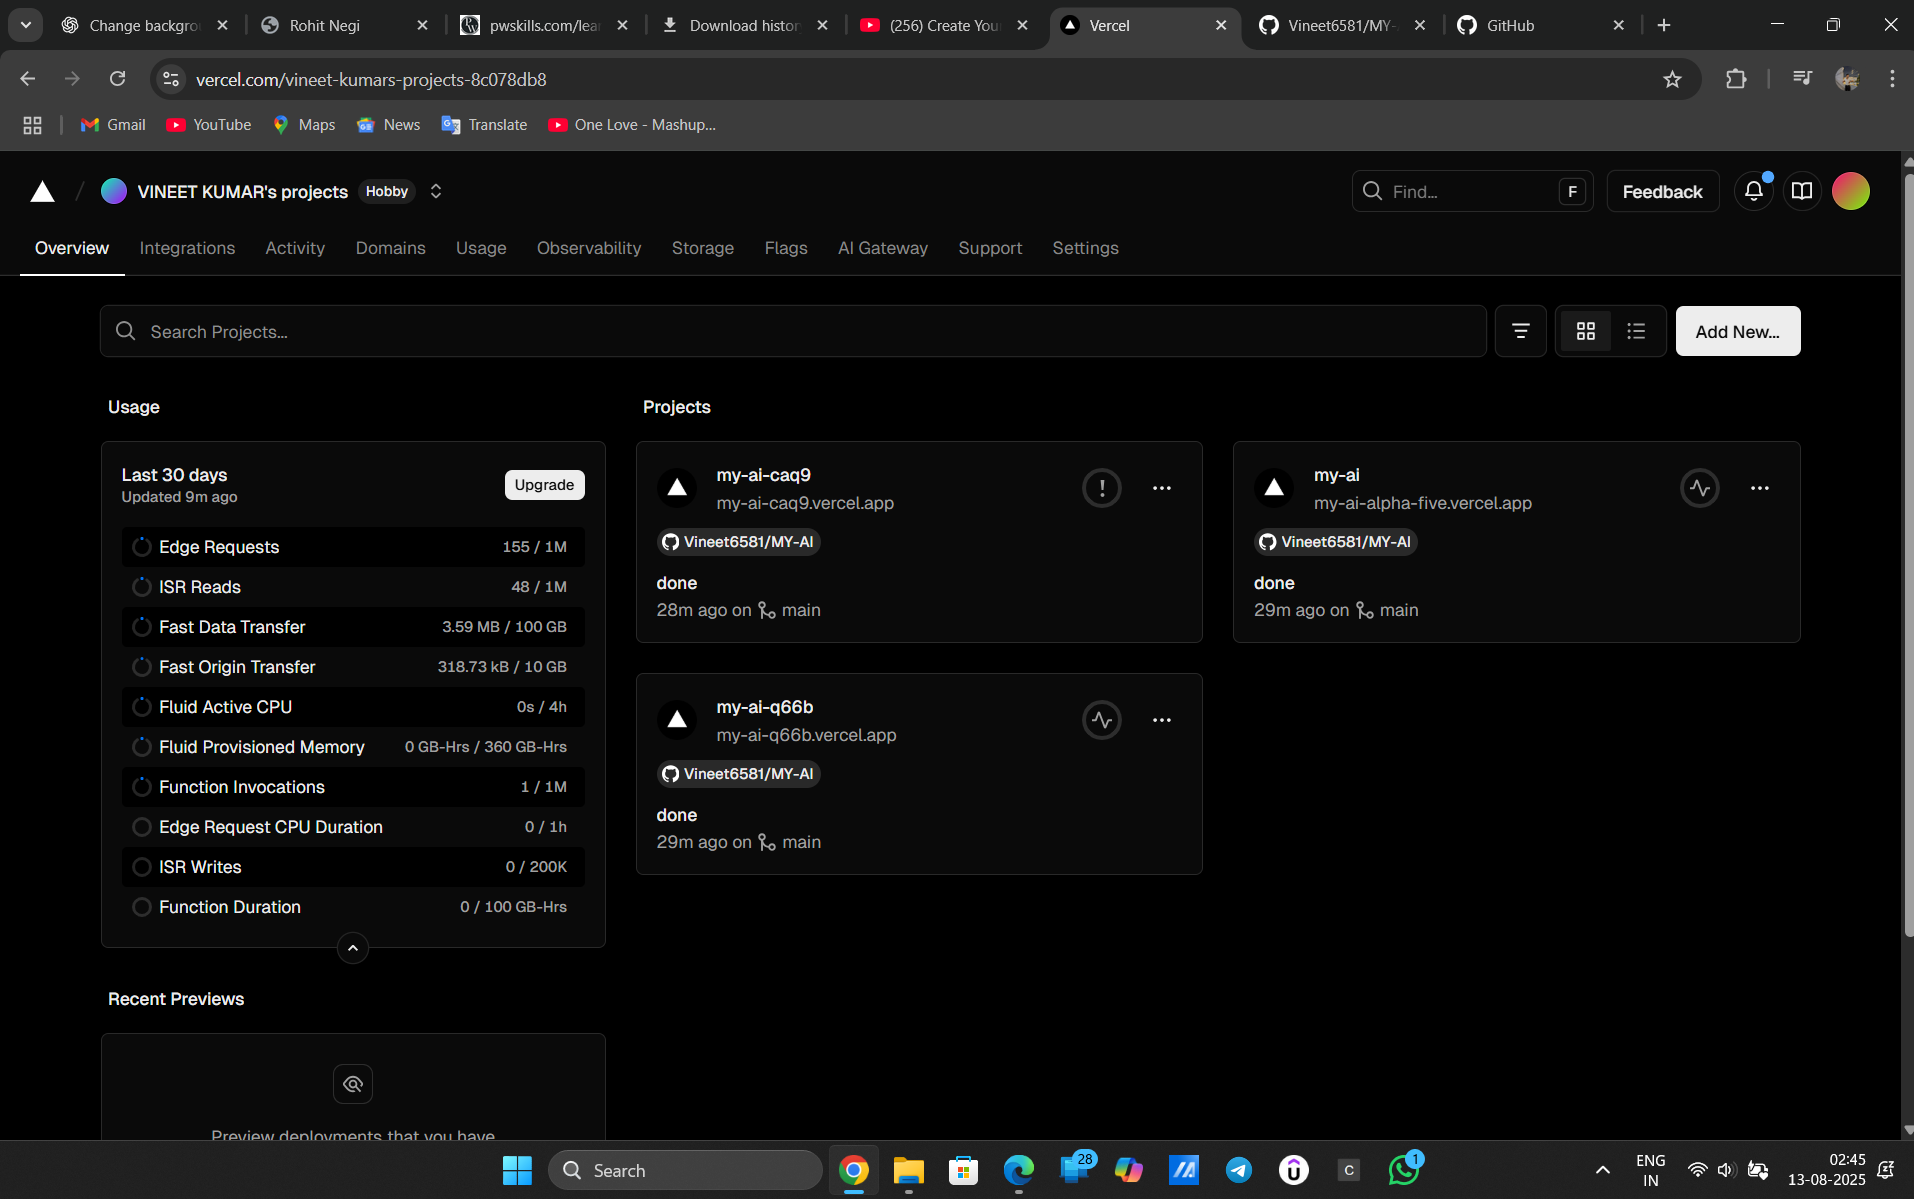 Change backgro
Rohit Negi
pwskills.com/lea
Download histor
(256) Create You
Vercel
Vineet6581/MY-
GitHub
vercel.com/vineet-kumars-projects-8c078db8
Gmail
YouTube
Maps
News
Translate
One Love - Mashup...
VINEET KUMAR's projects
Hobby
Find...
F
Feedback
Overview
Integrations
Activity
Domains
Usage
Observability
Storage
Flags
AI Gateway
Support
Settings
Search Projects...
Add New...
Usage
Last 30 days
Updated 9m ago
Upgrade
Edge Requests 155 / 1M
ISR Reads 48 / 1M
Fast Data Transfer 3.59 MB / 100 GB
Fast Origin Transfer 318.73 kB / 10 GB
Fluid Active CPU 0s / 4h
Fluid Provisioned Memory 0 GB-Hrs / 360 GB-Hrs
Function Invocations 1 / 1M
Edge Request CPU Duration 0 / 1h
ISR Writes 0 / 200K
Function Duration 0 / 100 GB-Hrs
Recent Previews
Preview deployments that you have
Projects
my-ai-caq9
my-ai-caq9.vercel.app
Vineet6581/MY-AI
done
28m ago on main
my-ai
my-ai-alpha-five.vercel.app
Vineet6581/MY-AI
done
29m ago on main
my-ai-q66b
my-ai-q66b.vercel.app
Vineet6581/MY-AI
done
29m ago on main
Search
28
C
1
ENG
IN
02:45
13-08-2025